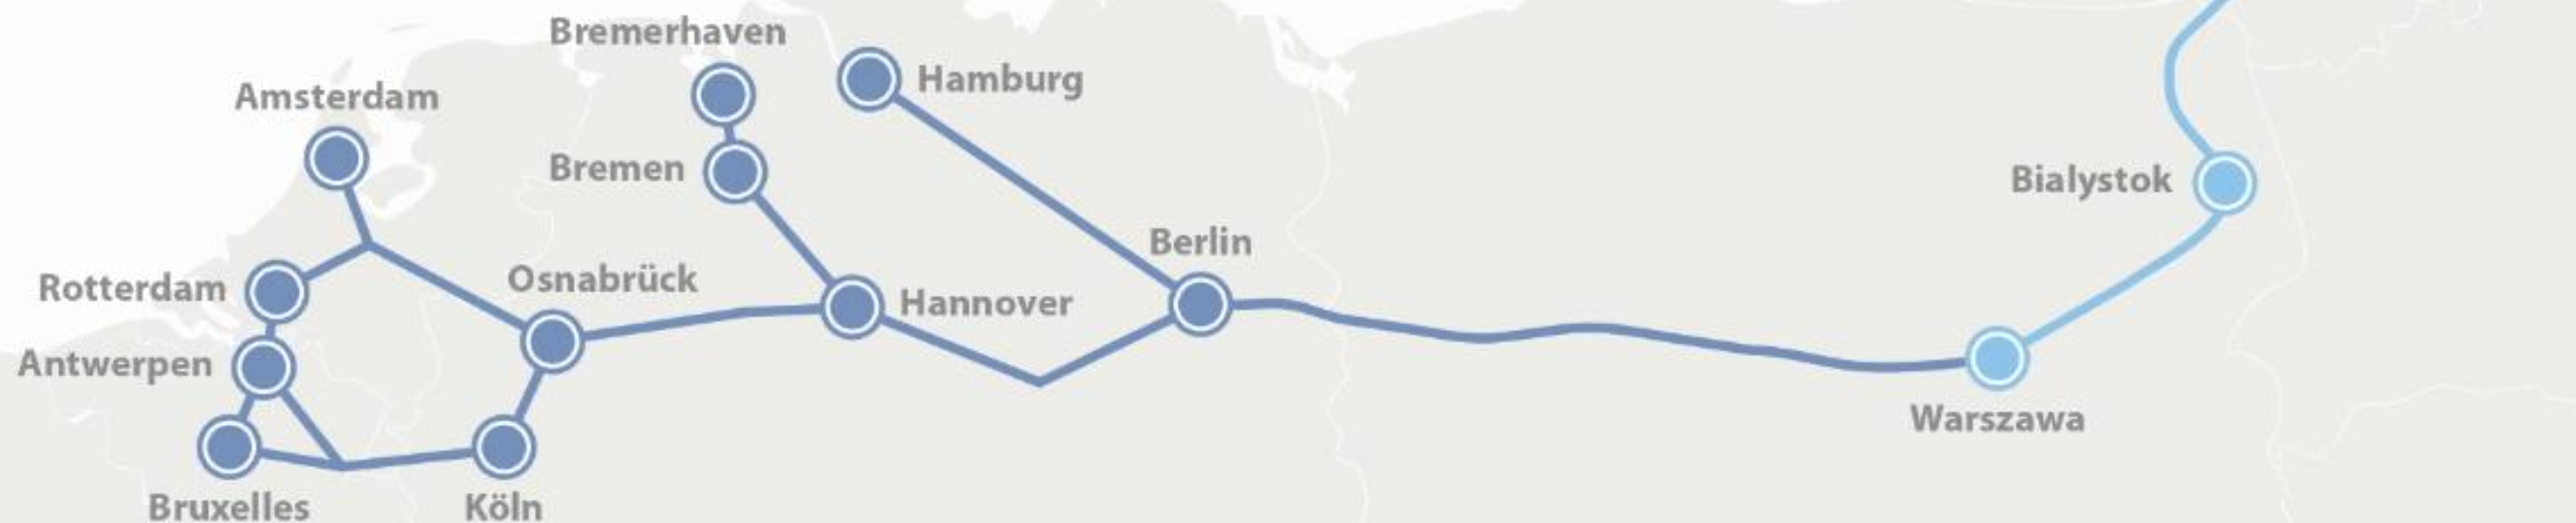 Bremerhaven
Hamburg
Amsterdam
Bremen
Bialystok
Berlin
Rotterdam
Osnabrück
Hannover
Antwerpen
Warszawa
Bruxelles
Köln